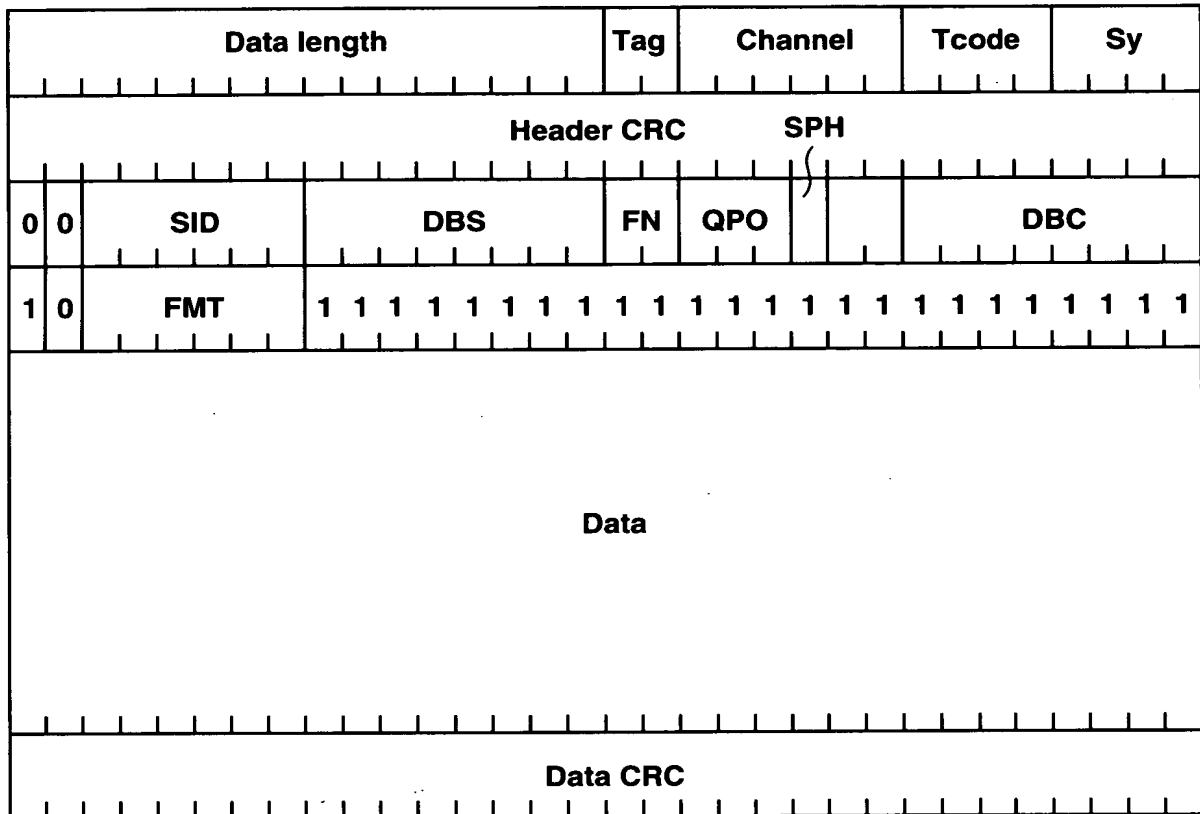 Data length Tag Channel Tcode Sy
Header CRC SPH
0 0 SID DBS FN QPO DBC
1 0 FMT 1 1 1 1 1 1 1 1 1 1 1 1 1 1 1 1 1 1 1 1 1 1 1 1
Data
Data CRC